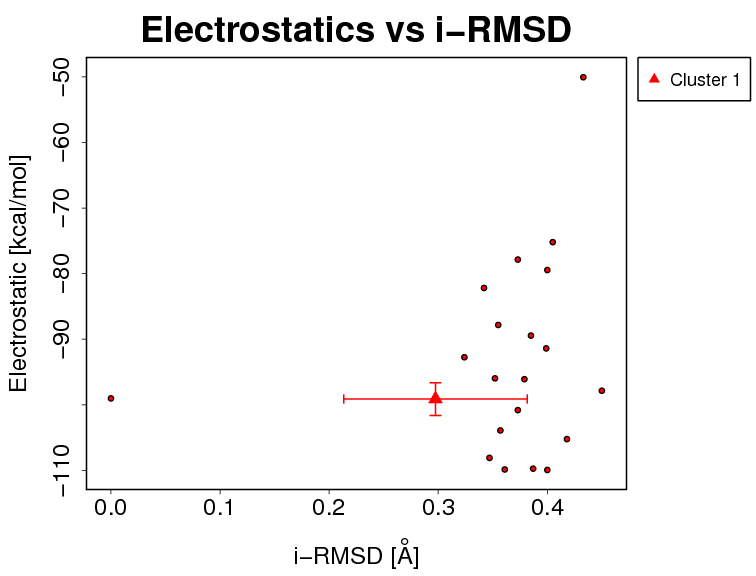 Electrostatics vs i−RMSD
Cluster 1
Electrostatic [kcal/mol]
−50
−60
−70
−80
−90
−110
0.0 0.1 0.2 0.3 0.4
i−RMSD [Å]